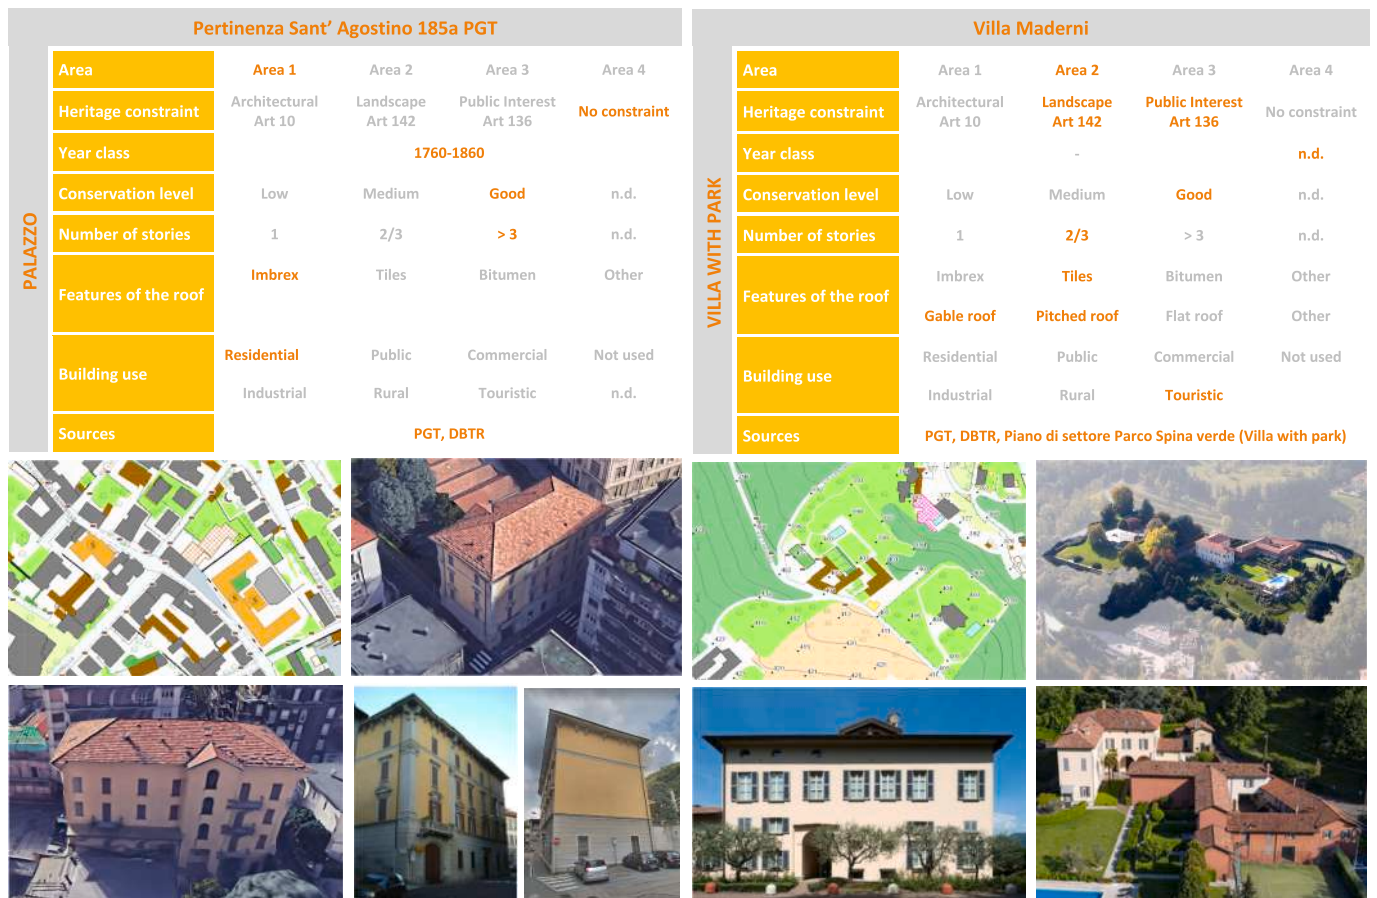 Pertinenza Sant’ Agostino 185a PGT
PALAZZO
Area Area 1 Area 2 Area 3 Area 4
Heritage constraint Architectural Art 10 Landscape Art 142 Public Interest Art 136 No constraint
Year class 1760-1860
Conservation level Low Medium Good n.d.
Number of stories 1 2/3 > 3 n.d.
Features of the roof Imbrex Tiles Bitumen Other
Building use Residential Public Commercial Not used
Industrial Rural Touristic n.d.
Sources PGT, DBTR
Villa Maderni
VILLA WITH PARK
Area Area 1 Area 2 Area 3 Area 4
Heritage constraint Architectural Art 10 Landscape Art 142 Public Interest Art 136 No constraint
Year class - n.d.
Conservation level Low Medium Good n.d.
Number of stories 1 2/3 > 3 n.d.
Features of the roof Imbrex Tiles Bitumen Other
Gable roof Pitched roof Flat roof Other
Building use Residential Public Commercial Not used
Industrial Rural Touristic
Sources PGT, DBTR, Piano di settore Parco Spina verde (Villa with park)